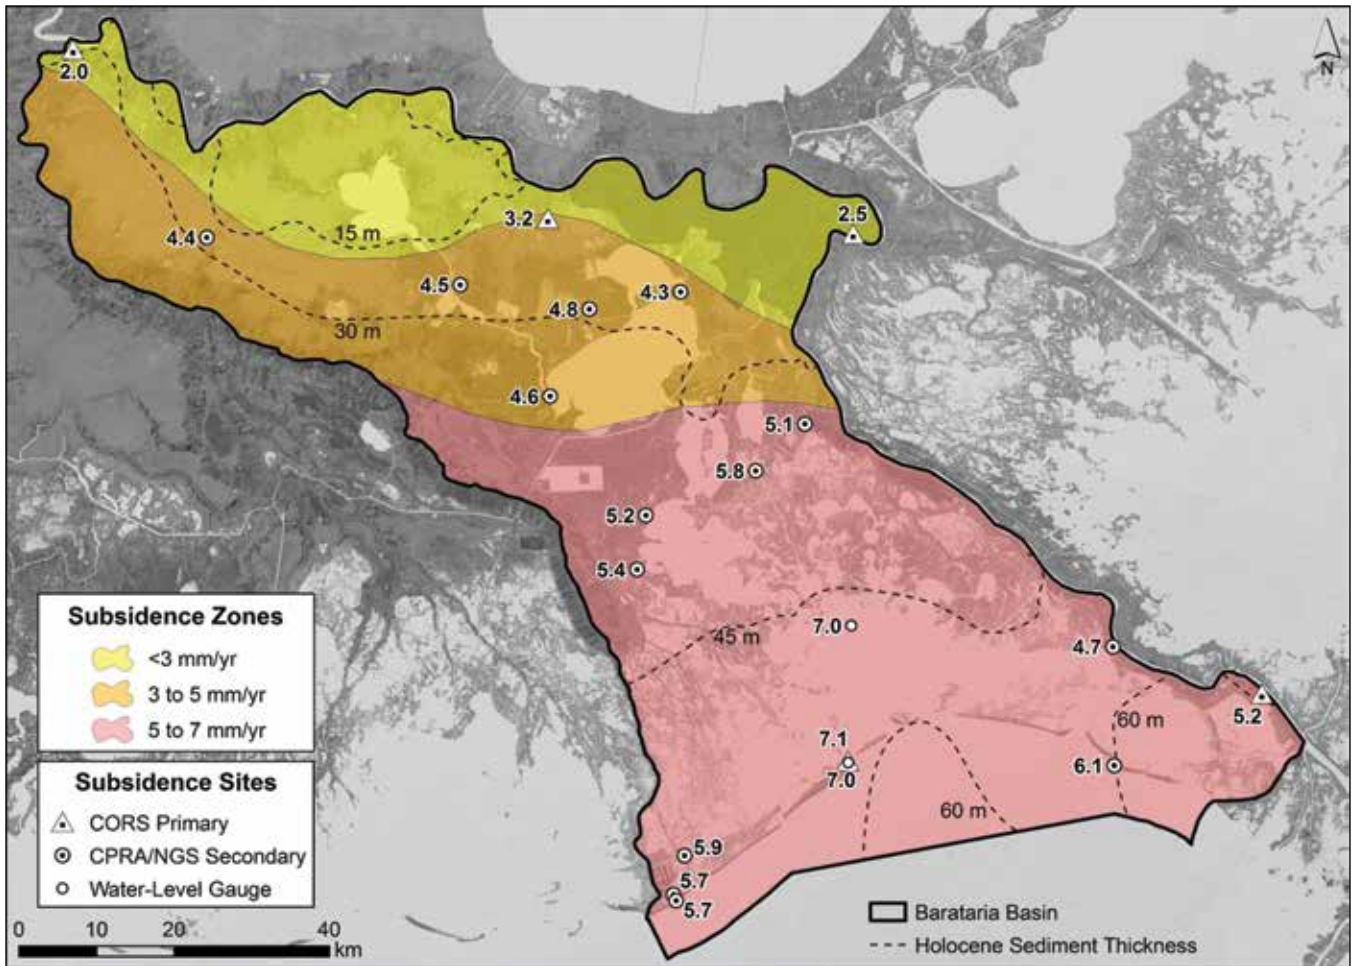 N
2.0
2.5
3.2
4.4
15 m
4.5
4.3
4.8
30 m
4.6
5.1
5.8
5.2
5.4
7.0
45 m
4.7
5.2
60 m
7.1
7.0
6.1
60 m
5.9
5.7
5.7
Subsidence Zones
<3 mm/yr
3 to 5 mm/yr
5 to 7 mm/yr
Subsidence Sites
CORS Primary
CPRA/NGS Secondary
Water-Level Gauge
0 10 20 40
km
Barataria Basin
Holocene Sediment Thickness